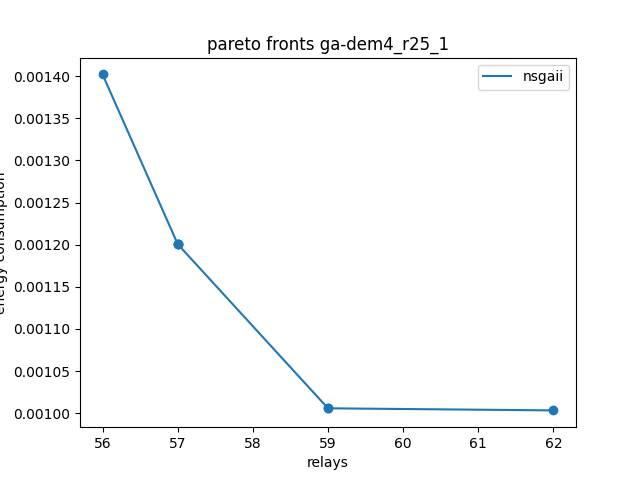 pareto fronts ga-dem4_r25_1
nsgaii
0.00140
0.00135
0.00130
0.00125
0.00120
0.00115
0.00110
0.00105
0.00100
energy consumption
56 57 58 59 60 61 62
relays